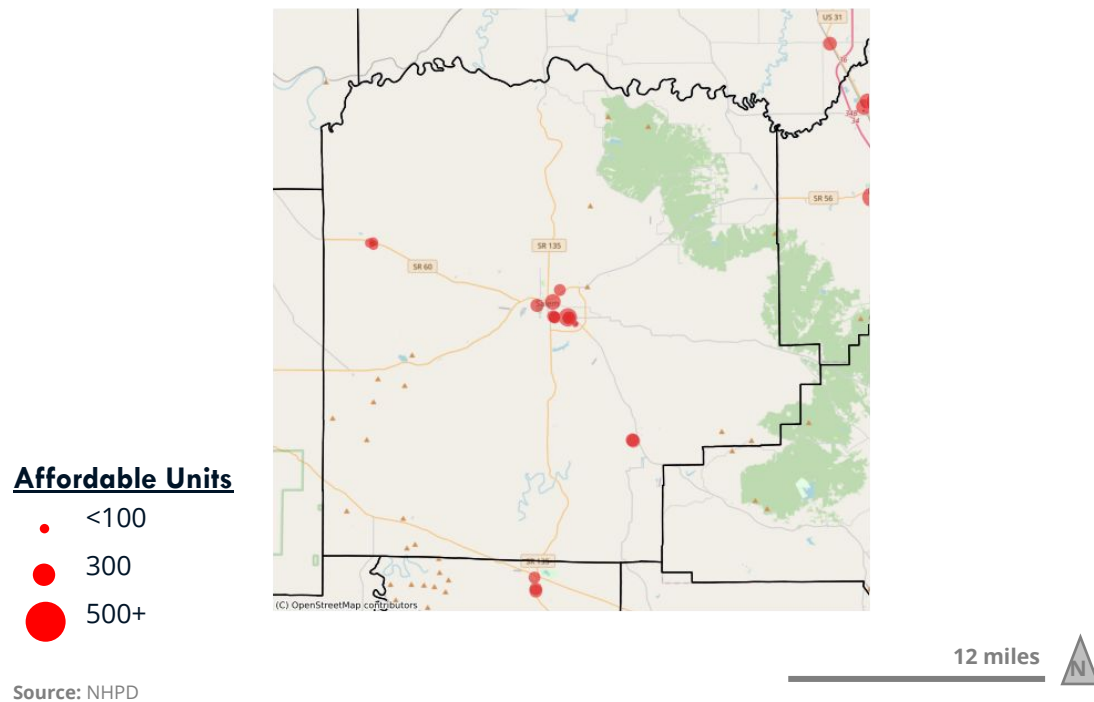 US 31
SR 56
SR 135
SR 60
Salem
SR 135
(C) OpenStreetMap contributors
Affordable Units
<100
300
500+
12 miles
N
Source: NHPD